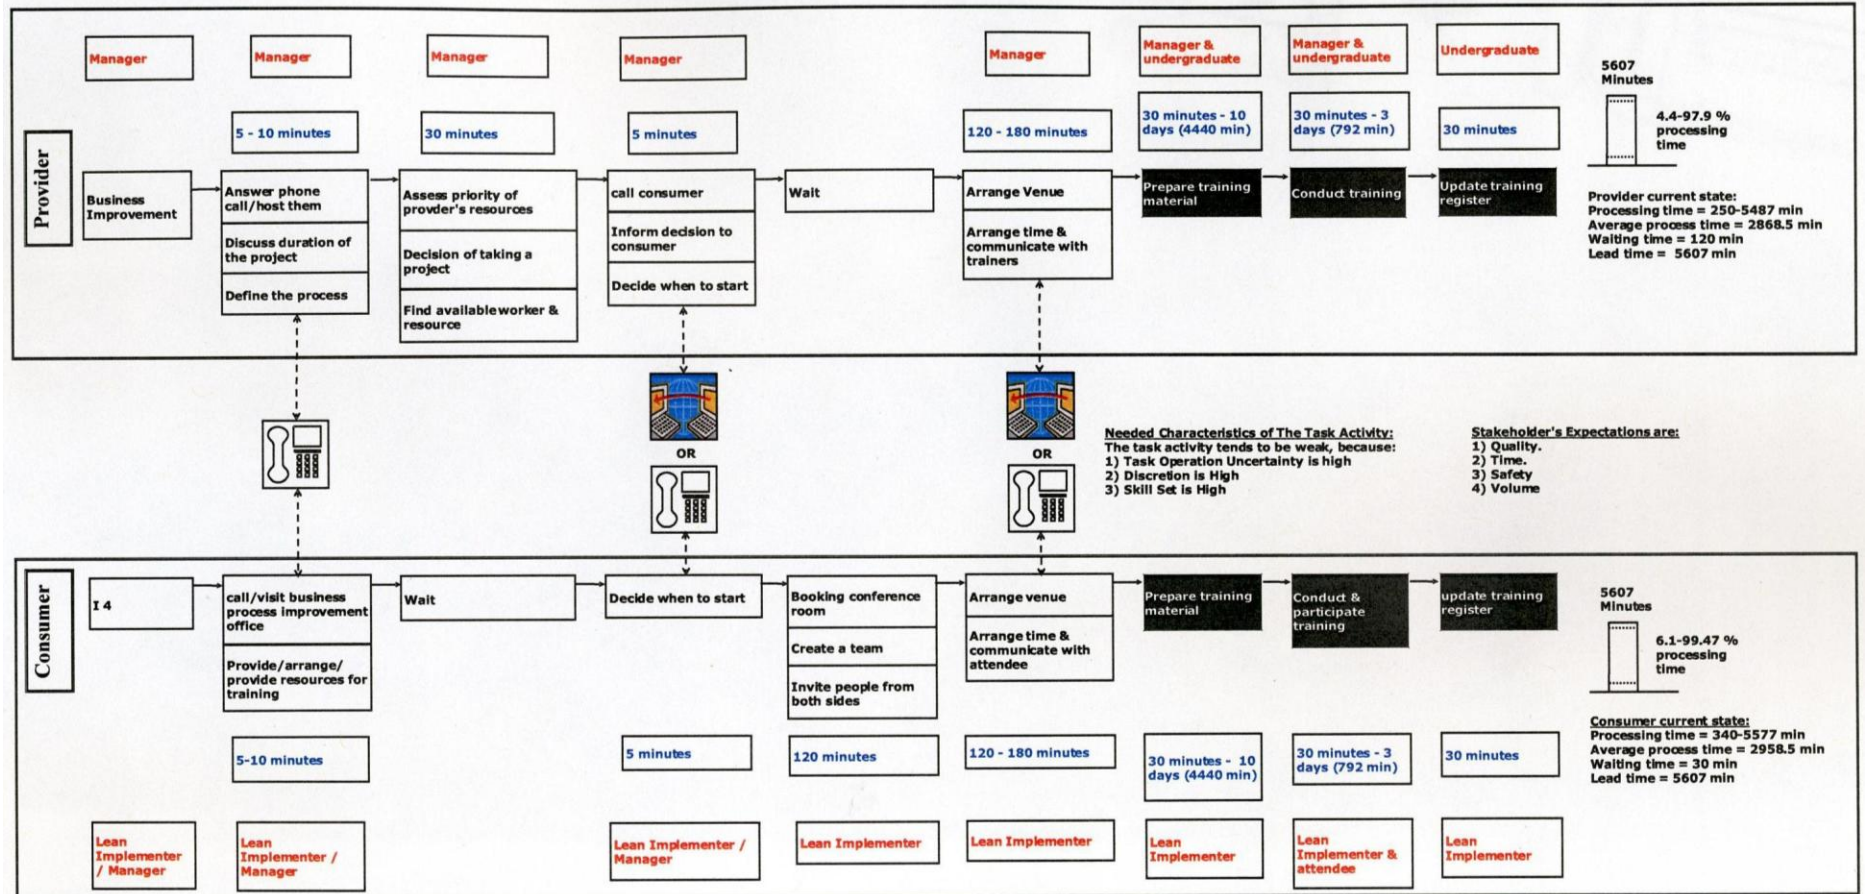 Provider
Manager
Manager
Manager
Manager
Manager
Manager &
undergraduate
Manager &
undergraduate
Undergraduate
5 - 10 minutes
30 minutes
5 minutes
120 - 180 minutes
30 minutes - 10
days (4440 min)
30 minutes - 3
days (792 min)
30 minutes
Business
Improvement
Answer phone
call/host them
Discuss duration of
the project
Define the process
Assess priority of
provder's resources
Decision of taking a
project
Find available worker &
resource
call consumer
Inform decision to
consumer
Decide when to start
Wait
Arrange Venue
Arrange time &
communicate with
trainers
Prepare training
material
Conduct training
Update training
register
5607
Minutes
4.4-97.9 %
processing
time
Provider current state:
Processing time = 250-5487 min
Average process time = 2868.5 min
Waiting time = 120 min
Lead time = 5607 min
OR
OR
Needed Characteristics of The Task Activity:
The task activity tends to be weak, because:
1) Task Operation Uncertainty is high
2) Discretion is High
3) Skill Set is High
Stakeholder's Expectations are:
1) Quality.
2) Time.
3) Safety
4) Volume
Consumer
I 4
call/visit business
process improvement
office
Provide/arrange/
provide resources for
training
Wait
Decide when to start
Booking conference
room
Create a team
Invite people from
both sides
Arrange venue
Arrange time &
communicate with
attendee
Prepare training
material
Conduct &
participate
training
update training
register
5-10 minutes
5 minutes
120 minutes
120 - 180 minutes
30 minutes - 10
days (4440 min)
30 minutes - 3
days (792 min)
30 minutes
Lean
Implementer
/ Manager
Lean
Implementer /
Manager
Lean Implementer /
Manager
Lean Implementer
Lean Implementer
Lean
Implementer
Lean
Implementer &
attendee
Lean
Implementer
5607
Minutes
6.1-99.47 %
processing
time
Consumer current state:
Processing time = 340-5577 min
Average process time = 2958.5 min
Waiting time = 30 min
Lead time = 5607 min